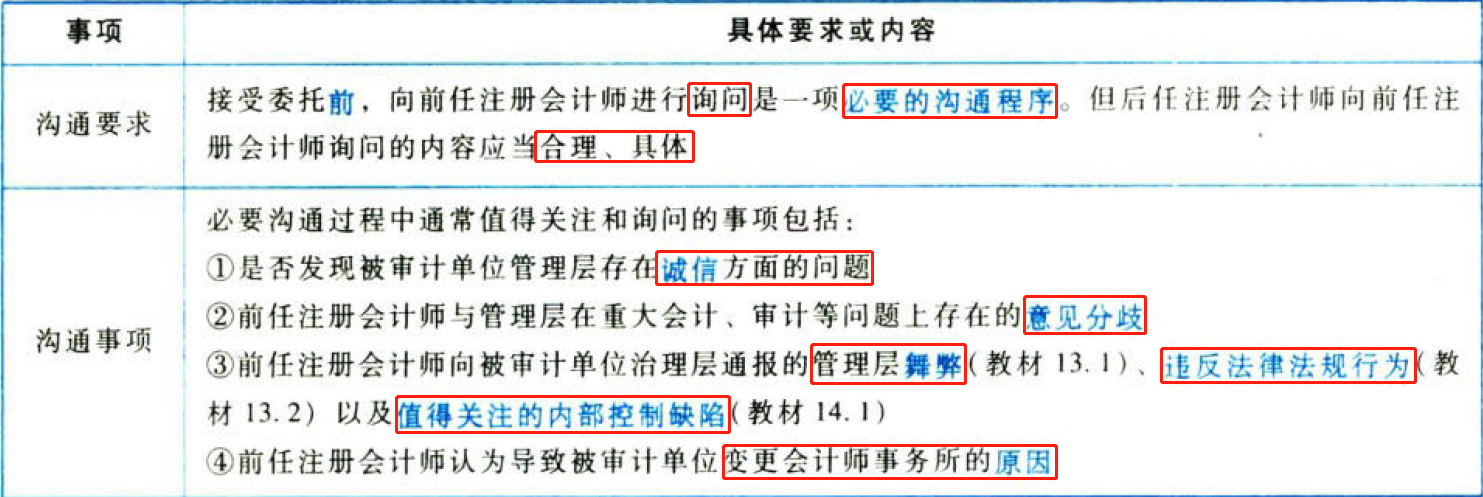 事项
具体要求或内容
沟通要求
接受委托前，向前任注册会计师进行询问是一项必要的沟通程序。但后任注册会计师向前任注
册会计师询问的内容应当合理、具体
沟通事项
必要沟通过程中通常值得关注和询问的事项包括：
①是否发现被审计单位管理层存在诚信方面的问题
②前任注册会计师与管理层在重大会计、审计等问题上存在的意见分歧
③前任注册会计师向被审计单位治理层通报的管理层舞弊(教材 13.1)、违反法律法规行为(教
材 13.2) 以及值得关注的内部控制缺陷(教材 14.1)
④前任注册会计师认为导致被审计单位变更会计师事务所的原因